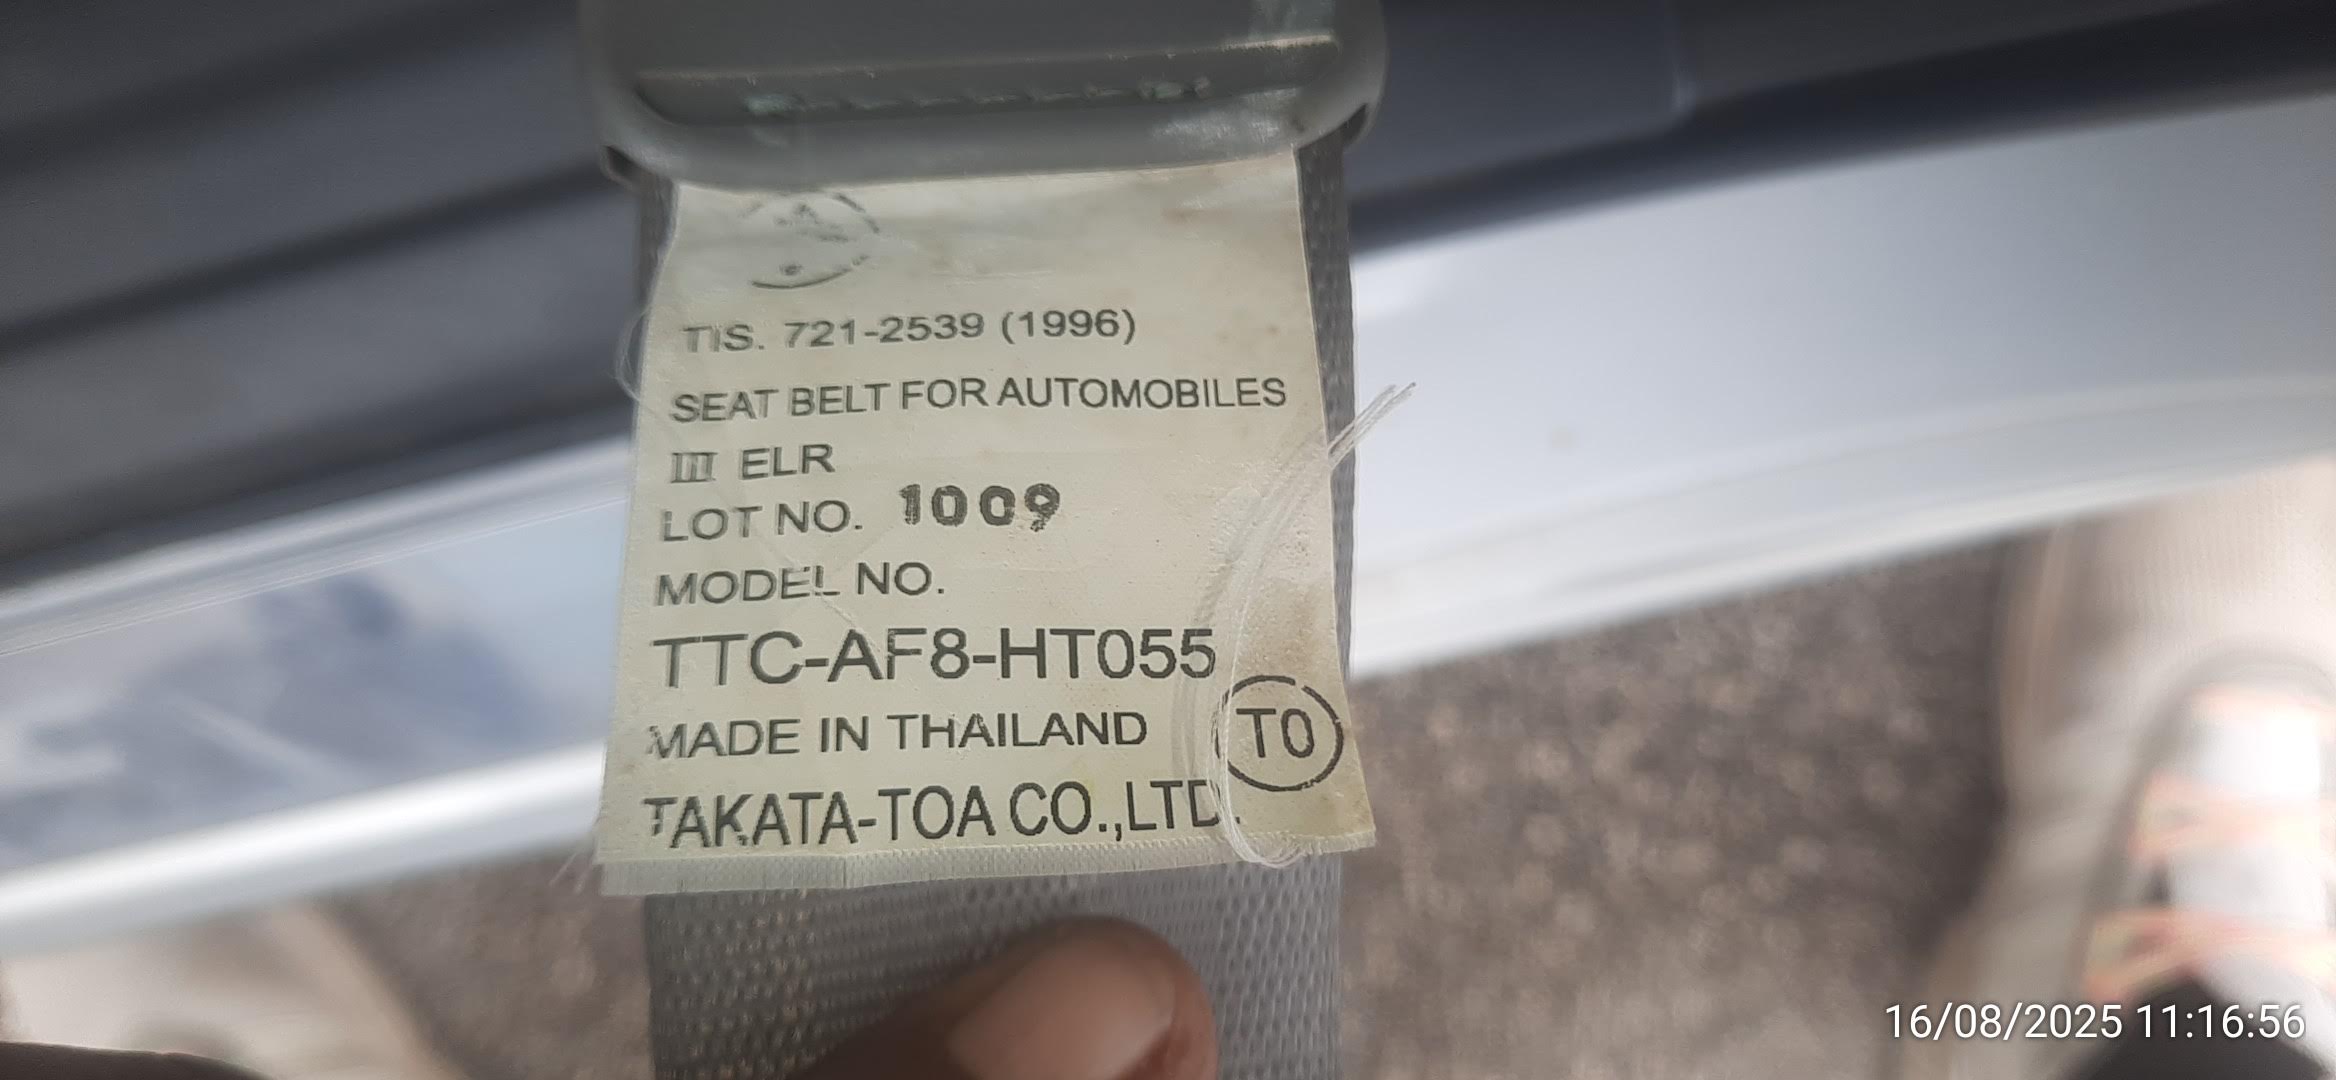 TIS. 721-2539 (1996)
SEAT BELT FOR AUTOMOBILES
III ELR
LOT NO. 1009
MODEL NO.
TTC-AF8-HT055
MADE IN THAILAND TO
TAKATA-TOA CO.,LTD.
16/08/2025 11:16:56